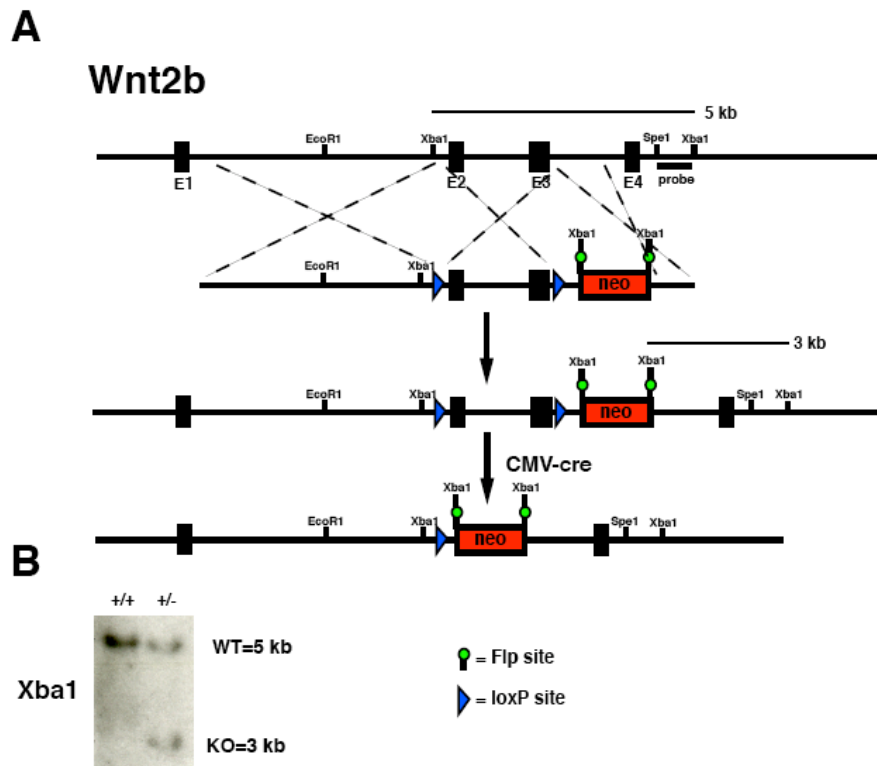 A
Wnt2b
5 kb
EcoR1 Xba1 Spe1 Xba1
E1 E2 E3 E4 probe
Xba1 Xba1
EcoR1 Xba1
neo
3 kb
Xba1 Xba1
EcoR1 Xba1 Spe1 Xba1
neo
CMV-cre
Xba1 Xba1
EcoR1 Xba1 Spe1 Xba1
neo
B
+/+ +/-
WT=5 kb
= Flp site
Xba1
= loxP site
KO=3 kb